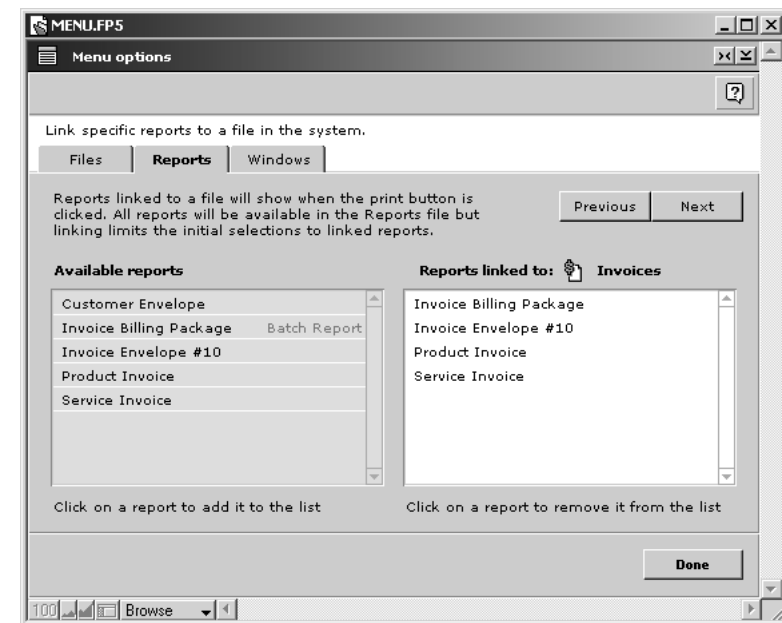 MENU.FP5
Menu options
Link specific reports to a file in the system.
Files Reports Windows
Reports linked to a file will show when the print button is
clicked. All reports will be available in the Reports file but
linking limits the initial selections to linked reports.
Previous Next
Available reports
Customer Envelope
Invoice Billing Package Batch Report
Invoice Envelope #10
Product Invoice
Service Invoice
Click on a report to add it to the list
Reports linked to: Invoices
Invoice Billing Package
Invoice Envelope #10
Product Invoice
Service Invoice
Click on a report to remove it from the list
Done
100 Browse